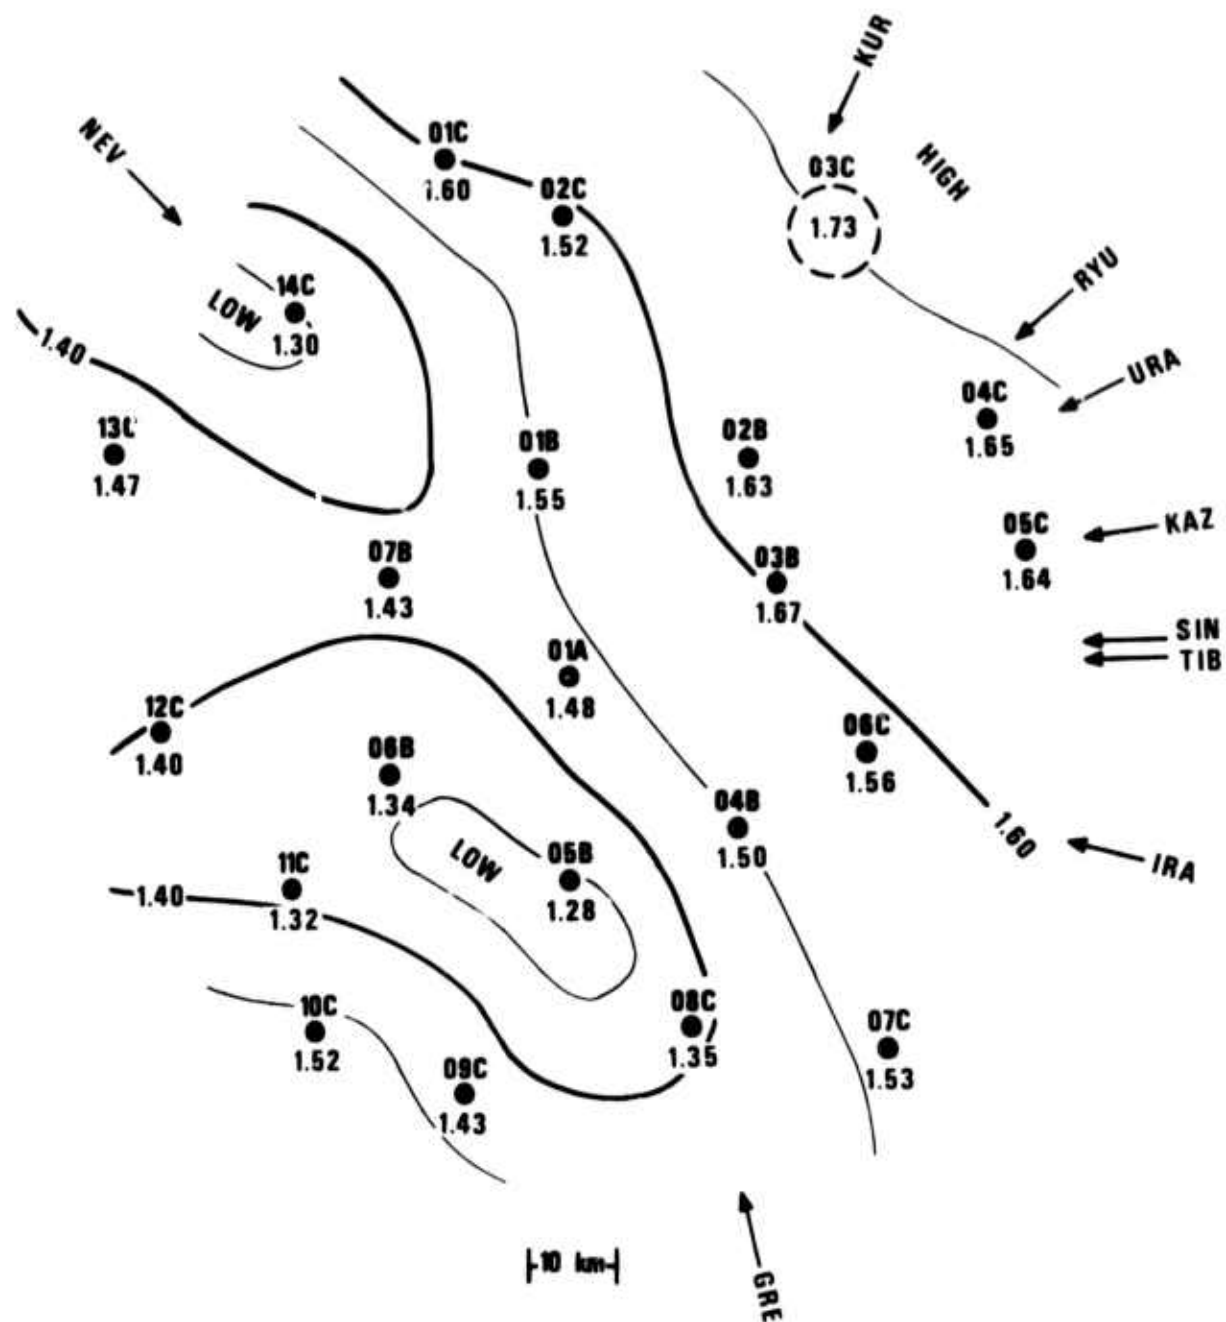 KUR
NEV
01C
1.60
02C
1.52
03C
1.73
HIGH
RYU
14C
LOW
1.30
1.40
URA
04C
1.65
13C
1.47
01B
1.55
02B
1.63
KAZ
05C
1.64
07B
1.43
03B
1.67
SIN
TIB
01A
1.48
12C
1.40
06C
1.56
06B
1.34
04B
1.50
1.60
IRA
LOW
05B
1.28
11C
1.32
1.40
10C
1.52
08C
1.35
07C
1.53
09C
1.43
10 km
GRE